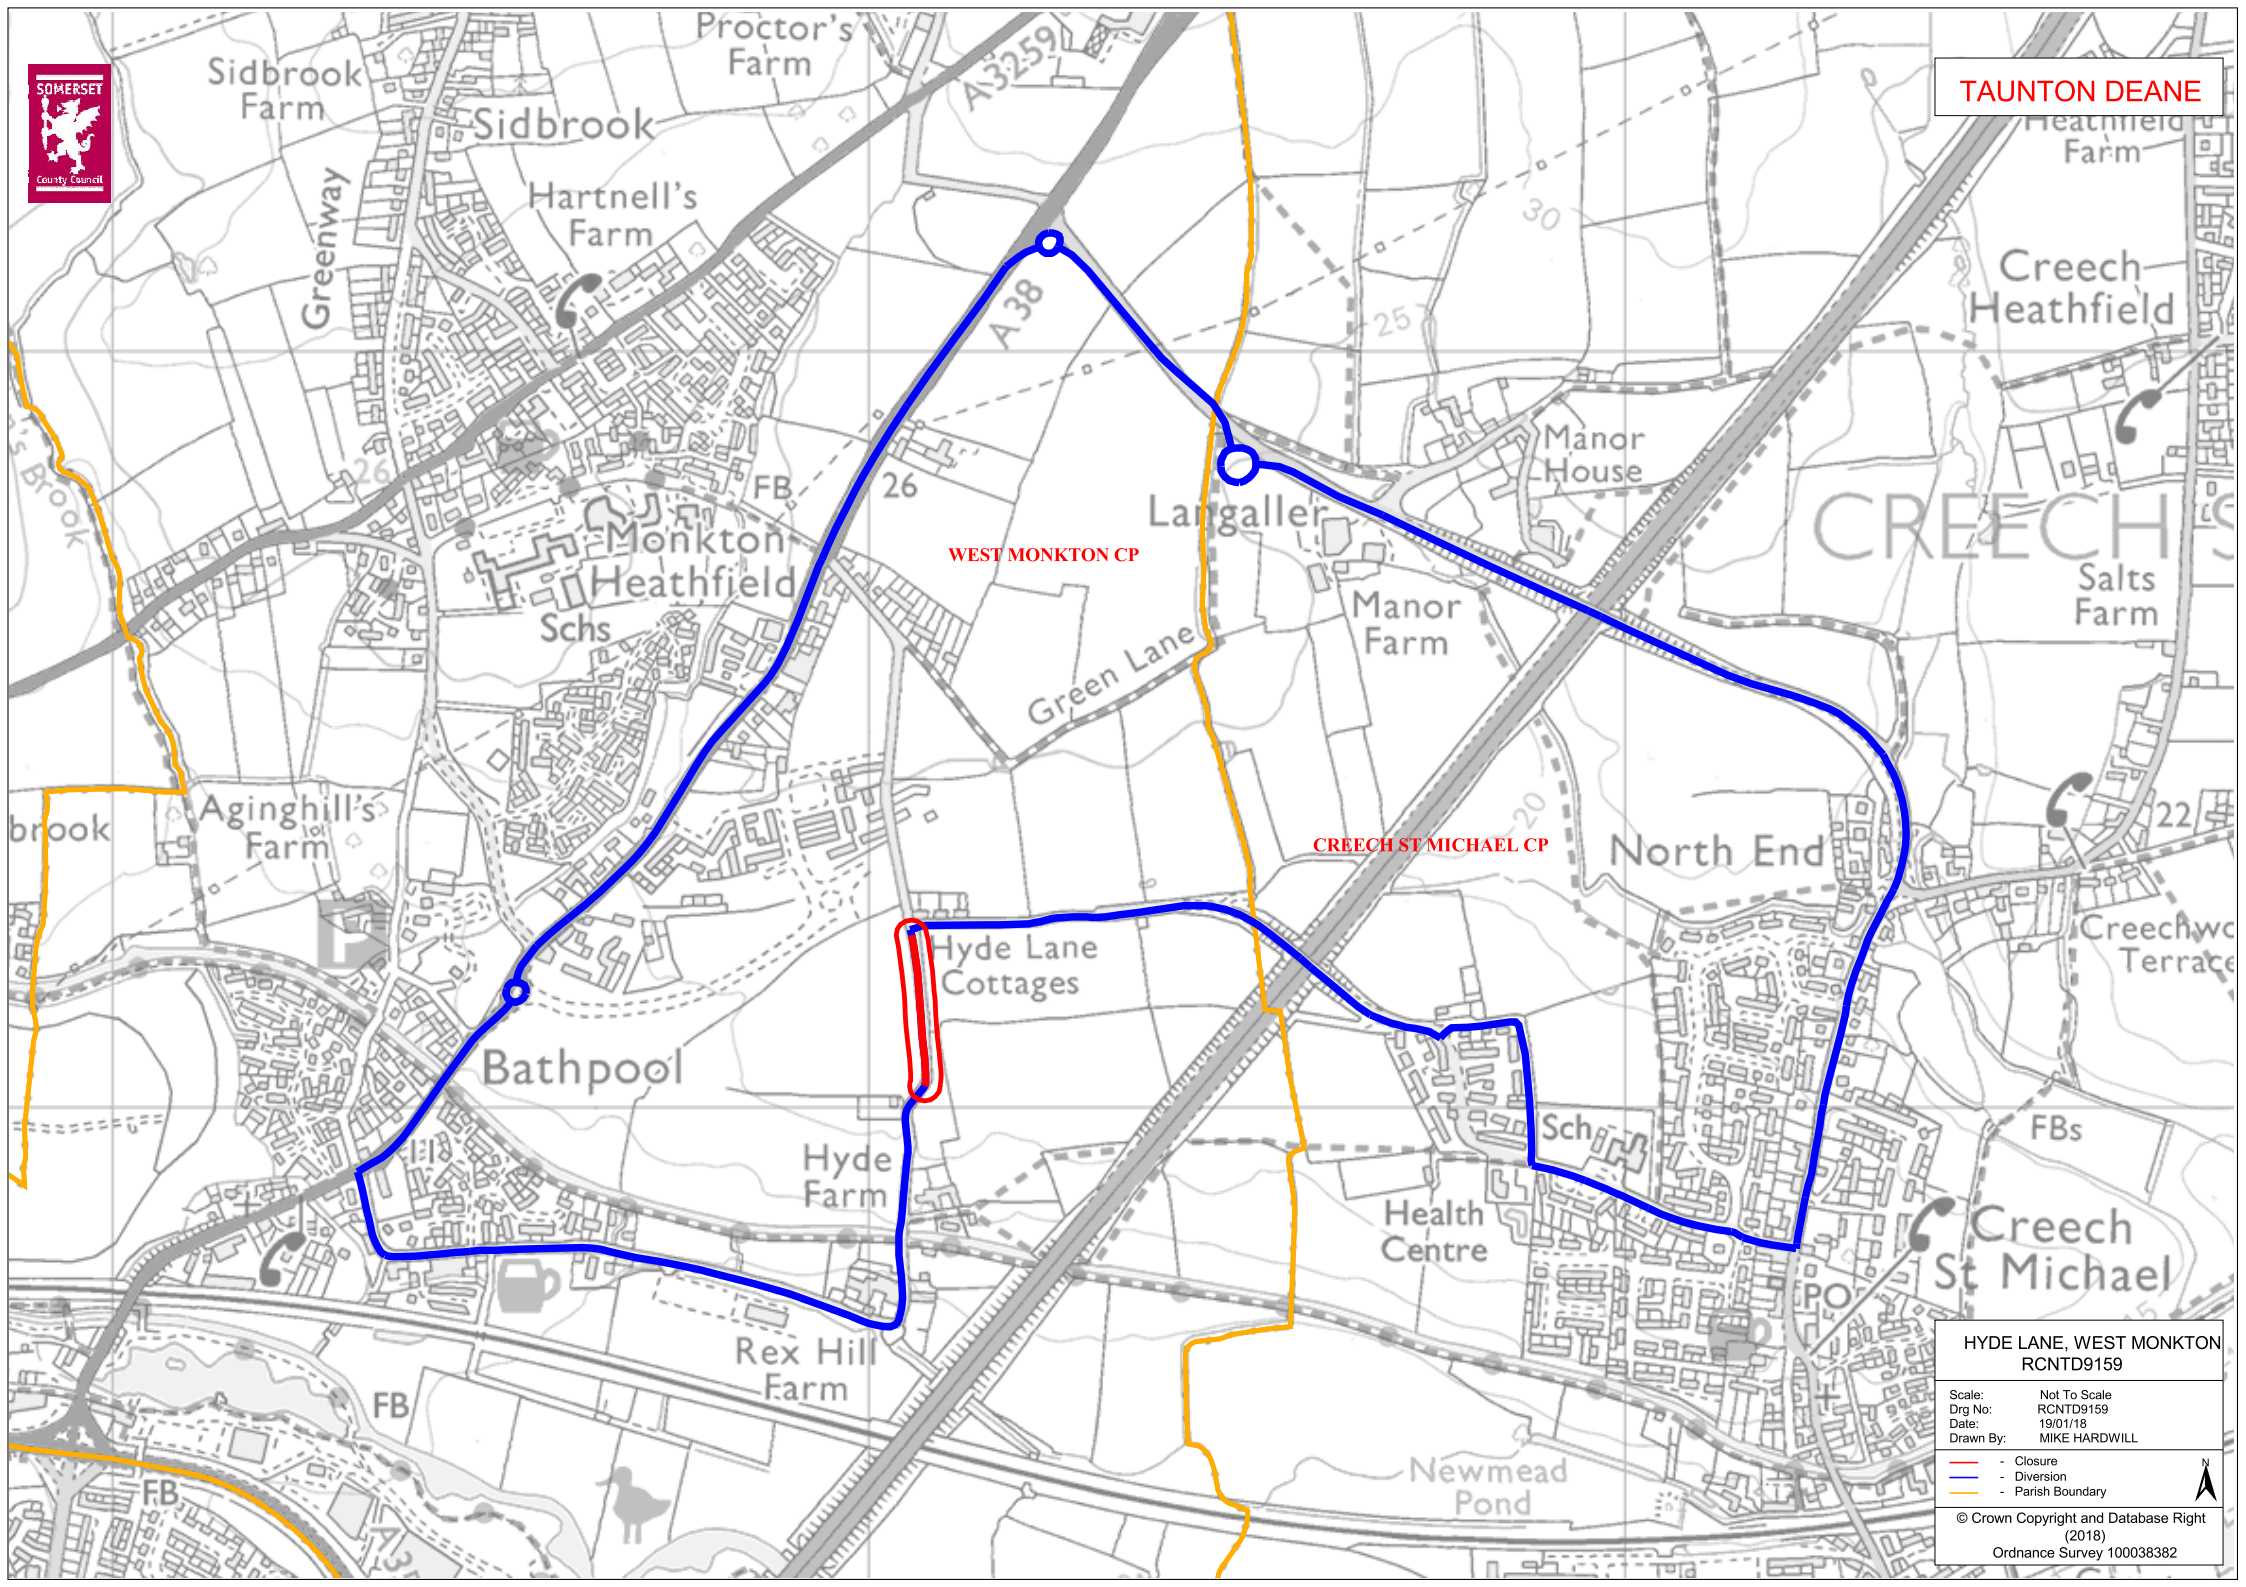 SOMERSET
County Council
TAUNTON DEANE
Proctor's
Farm
A3259
Sidbrook
Farm
Sidbrook
Greenway
Hartnell's
Farm
Heathfield
Farm
30
Creech
Heathfield
A 38
25
Manor
House
26
FB
26
Langaller
CREECH S
s Brook
Monkton
Heathfield
Schs
WEST MONKTON CP
Salts
Farm
Manor
Farm
Green Lane
20
brook
Aginghill's
Farm
North End
22
CREECH ST MICHAEL CP
Creechwo
Terrace
Hyde Lane
Cottages
P
Bathpool
Sch
FBs
18
Hyde
Farm
Health
Centre
Creech
St Michael
PO
15
Rex Hill
Farm
FB
FB
A3
Newmead
Pond
HYDE LANE, WEST MONKTON
RCNTD9159
Scale: Not To Scale
Drg No: RCNTD9159
Date: 19/01/18
Drawn By: MIKE HARDWILL
- Closure
- Diversion
- Parish Boundary
N
© Crown Copyright and Database Right
(2018)
Ordnance Survey 100038382